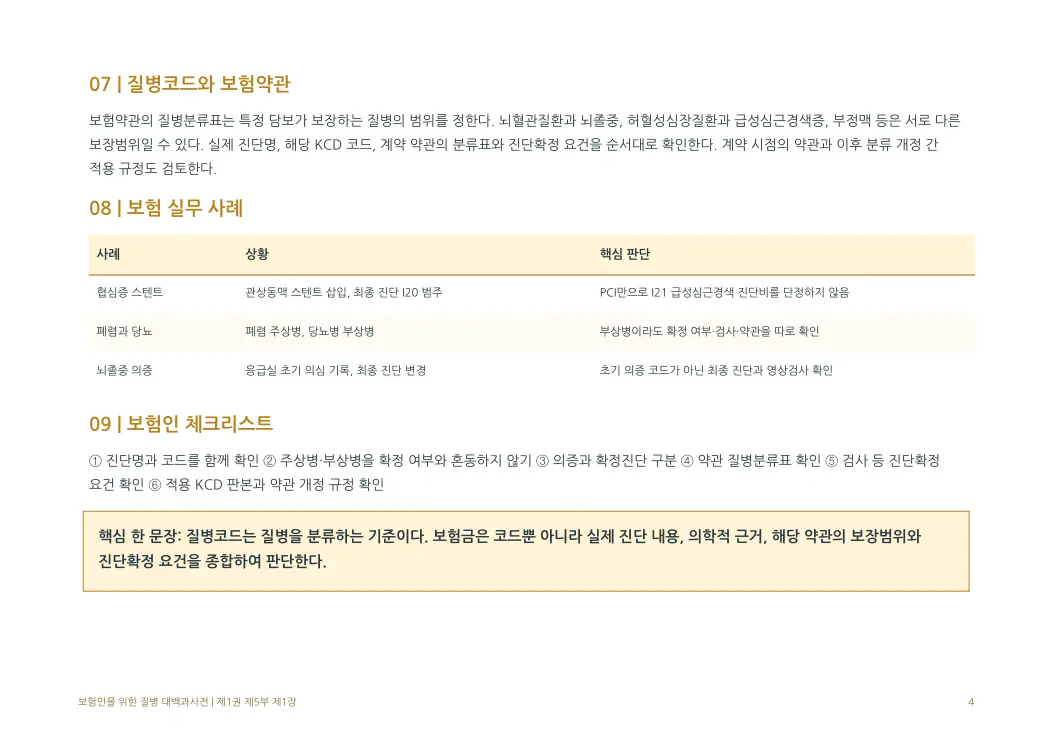 07 | 질병코드와 보험약관
보험약관의 질병분류표는 특정 담보가 보장하는 질병의 범위를 정한다. 뇌혈관질환과 뇌졸중, 허혈성심장질환과 급성심근경색증, 부정맥 등은 서로 다른
보장범위일 수 있다. 실제 진단명, 해당 KCD 코드, 계약 약관의 분류표와 진단확정 요건을 순서대로 확인한다. 계약 시점의 약관과 이후 분류 개정 간
적용 규정도 검토한다.
08 | 보험 실무 사례
사례 상황 핵심 판단
협심증 스텐트 관상동맥 스텐트 삽입, 최종 진단 I20 범주 PCI만으로 I21 급성심근경색 진단비를 단정하지 않음
폐렴과 당뇨 폐렴 주상병, 당뇨병 부상병 부상병이라도 확정 여부·검사·약관을 따로 확인
뇌졸중 의증 응급실 초기 의심 기록, 최종 진단 변경 초기 의증 코드가 아닌 최종 진단과 영상검사 확인
09 | 보험인 체크리스트
① 진단명과 코드를 함께 확인 ② 주상병·부상병을 확정 여부와 혼동하지 않기 ③ 의증과 확정진단 구분 ④ 약관 질병분류표 확인 ⑤ 검사 등 진단확정
요건 확인 ⑥ 적용 KCD 판본과 약관 개정 규정 확인
핵심 한 문장: 질병코드는 질병을 분류하는 기준이다. 보험금은 코드뿐 아니라 실제 진단 내용, 의학적 근거, 해당 약관의 보장범위와
진단확정 요건을 종합하여 판단한다.
보험인을 위한 질병 대백과사전 | 제1권 제5부 제1장 4